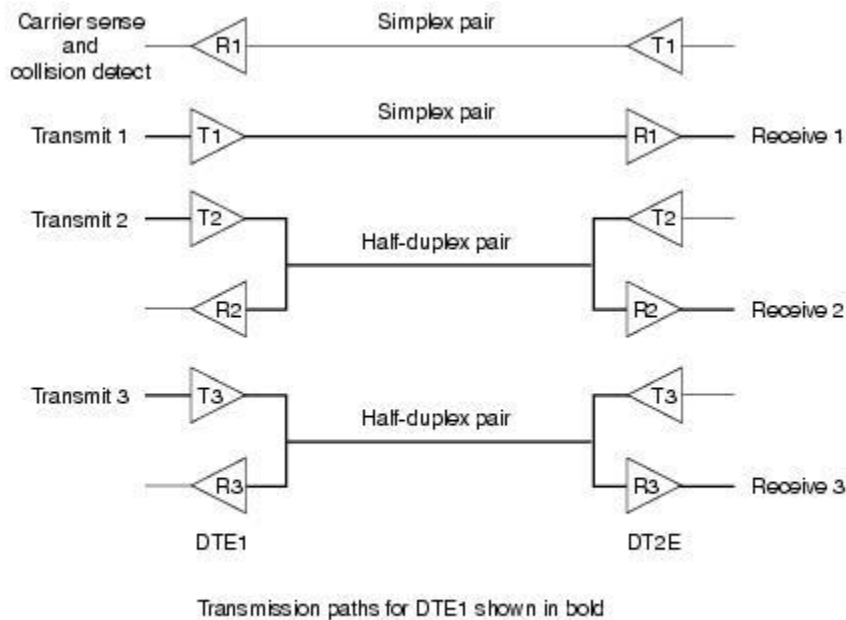 Carrier sense
and
collision detect
R1
Simplex pair
T1
Transmit 1
T1
Simplex pair
R1
Receive 1
Transmit 2
T2
T2
Half-duplex pair
R2
R2
Receive 2
Transmit 3
T3
T3
Half-duplex pair
R3
R3
Receive 3
DTE1
DT2E
Transmission paths for DTE1 shown in bold